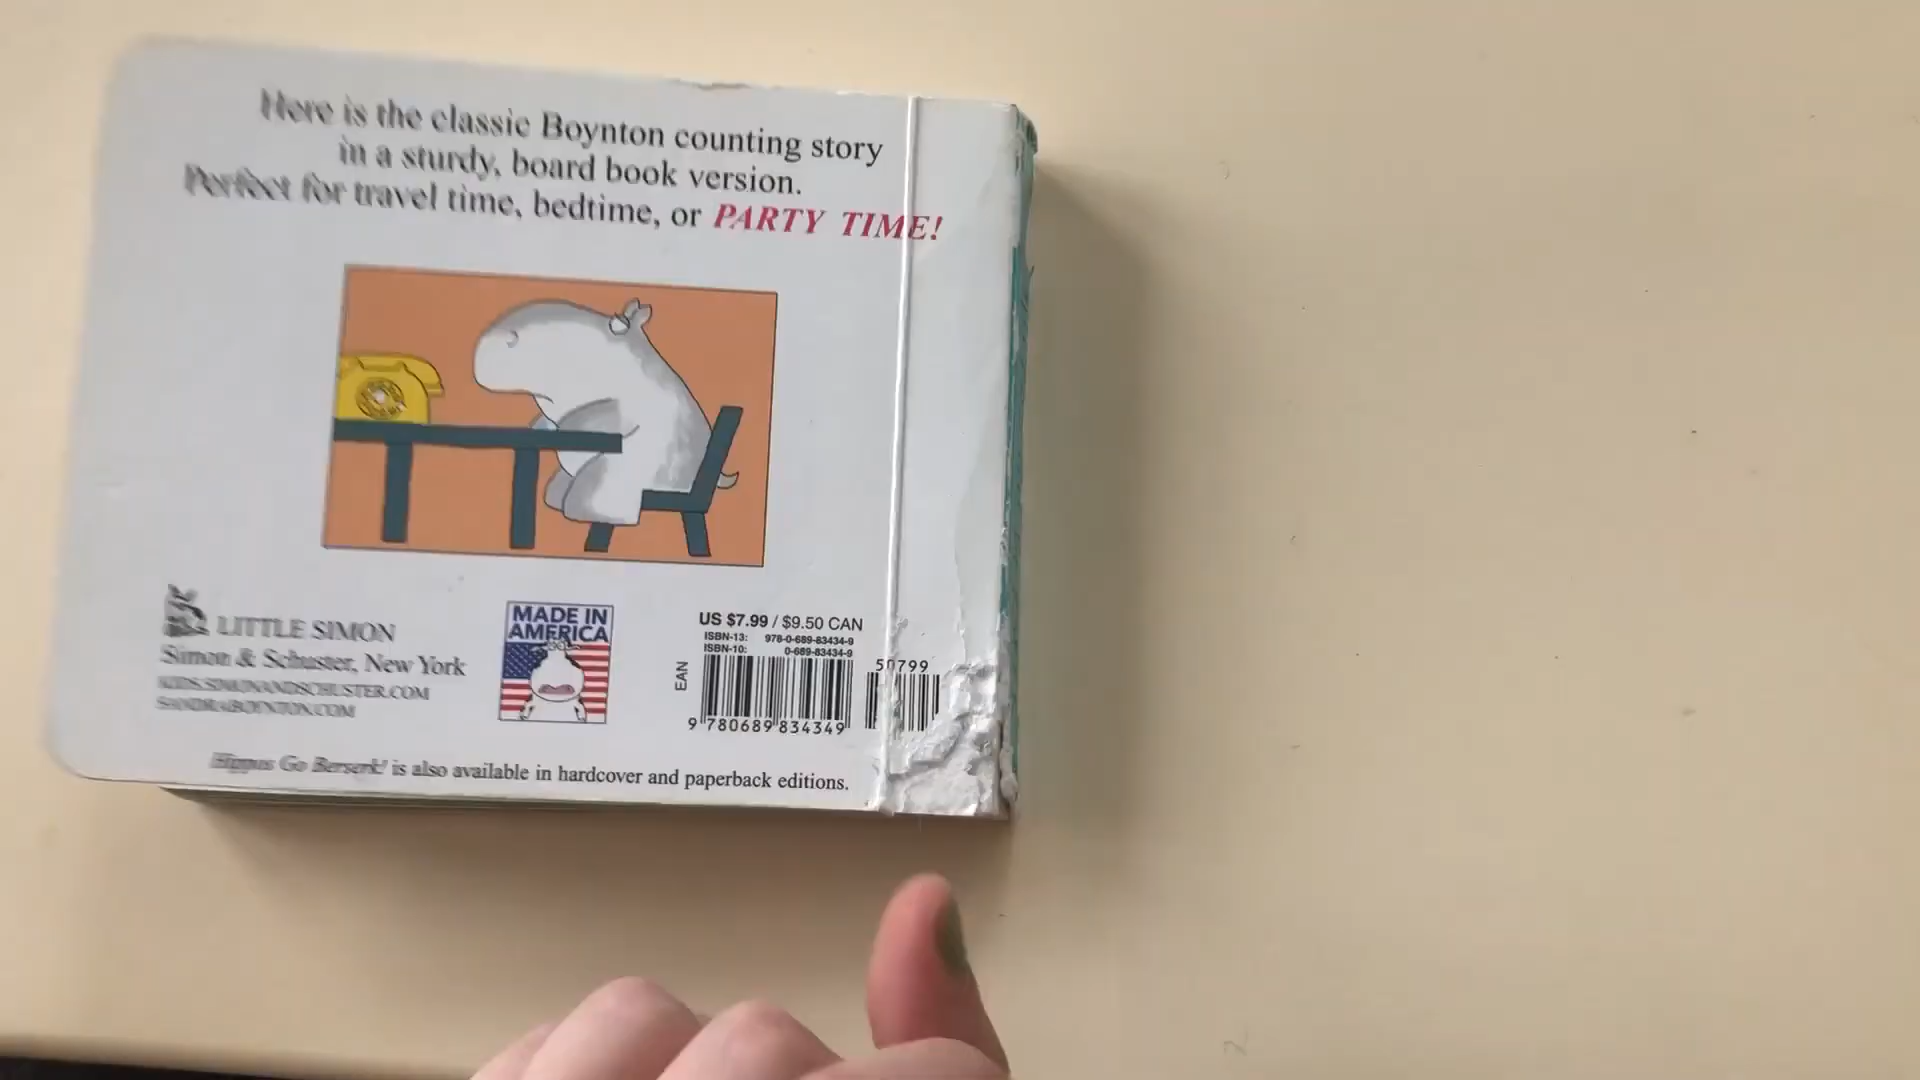 Here is the classic Boynton counting story
in a sturdy, board book version.
Perfect for travel time, bedtime, or PARTY TIME!
LITTLE SIMON
Simon & Schuster, New York
KIDS.SIMONANDSCHUSTER.COM
SANDRABOYNTON.COM
MADE IN
AMERICA
US $7.99 / $9.50 CAN
ISBN-13: 978-0-689-83434-9
ISBN-10: 0-689-83434-9
50799
EAN
9 780689 834349
Hippos Go Berserk! is also available in hardcover and paperback editions.